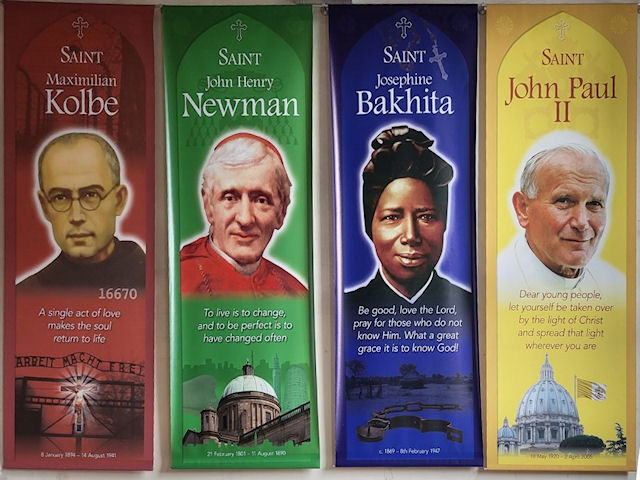 SAINT
Maximilian
Kolbe
16670
A single act of love
makes the soul
return to life
ARBEIT MACHT FREI
8 January 1894 – 14 August 1941
SAINT
John Henry
Newman
To live is to change,
and to be perfect is to
have changed often
21 February 1801 – 11 August 1890
SAINT
Josephine
Bakhita
Be good, love the Lord,
pray for those who do not
know Him. What a great
grace it is to know God!
c. 1869 – 8th February 1947
SAINT
John Paul
II
Dear young people,
let yourself be taken over
by the light of Christ
and spread that light
wherever you are
18 May 1920 – 2 April 2005